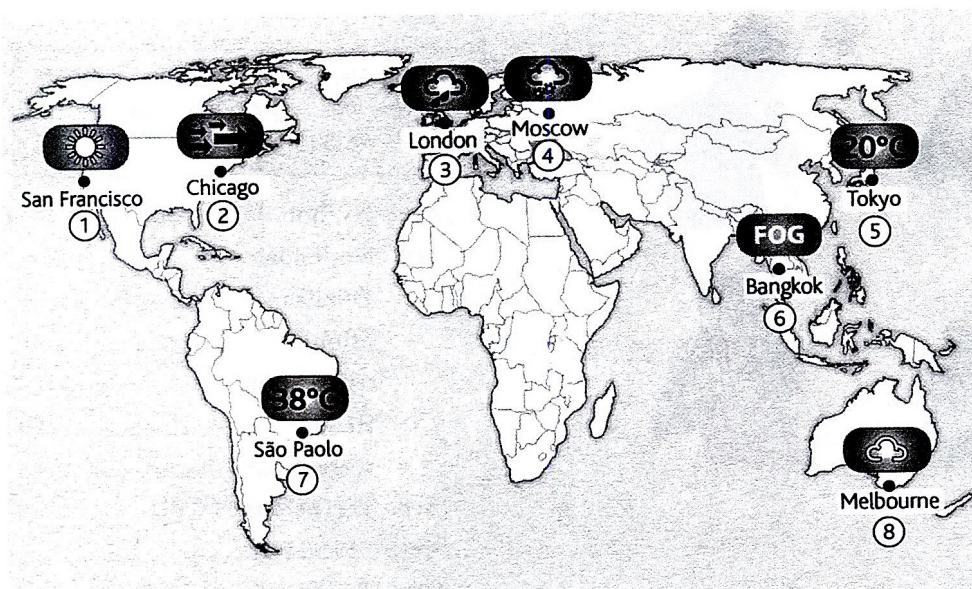 San Francisco
1
Chicago
2
London
3
Moscow
4
20°C
Tokyo
5
FOG
Bangkok
6
38°C
São Paolo
7
Melbourne
8